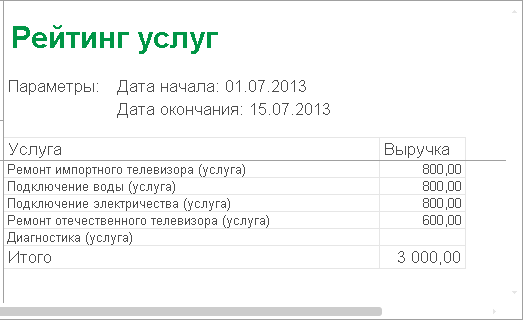 Рейтинг услуг
Параметры: Дата начала: 01.07.2013
Дата окончания: 15.07.2013
Услуга Выручка
Ремонт импортного телевизора (услуга) 800,00
Подключение воды (услуга) 800,00
Подключение электричества (услуга) 800,00
Ремонт отечественного телевизора (услуга) 600,00
Диагностика (услуга)
Итого 3 000,00